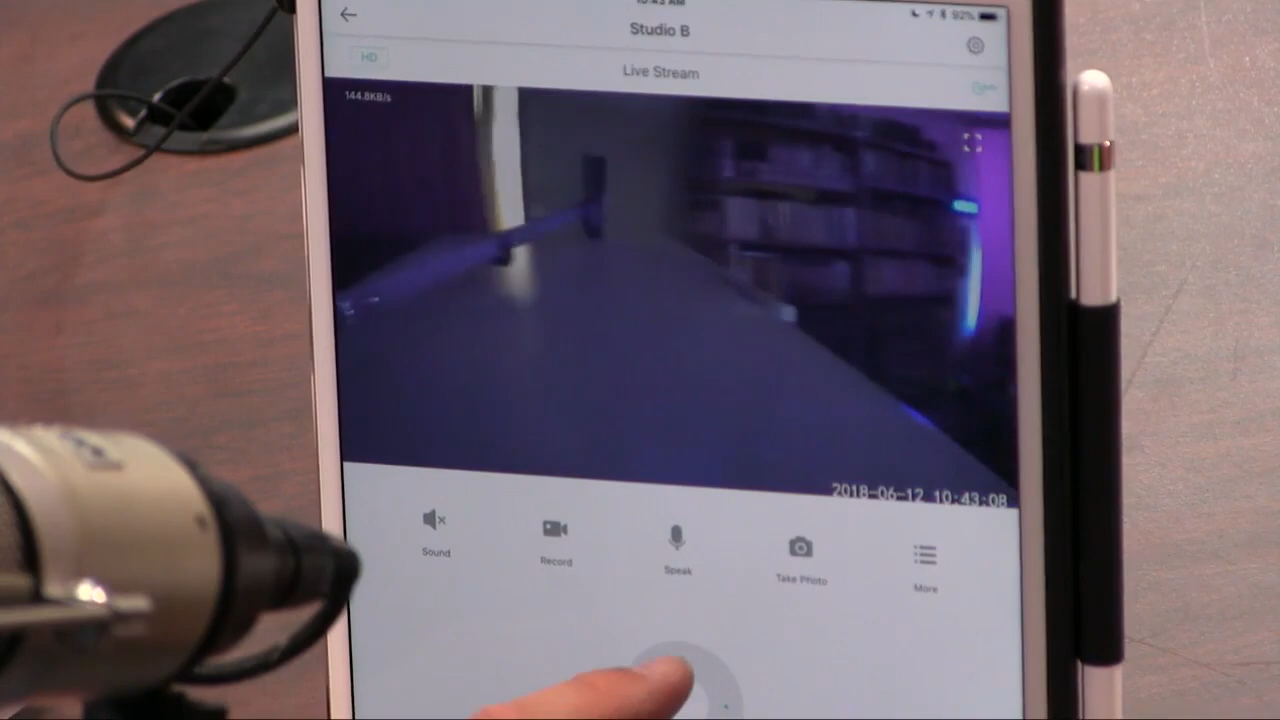 10:43 AM
92%
Studio B
HD
Live Stream
144.8KB/s
2018-06-12 10:43:08
Sound
Record
Speak
Take Photo
More